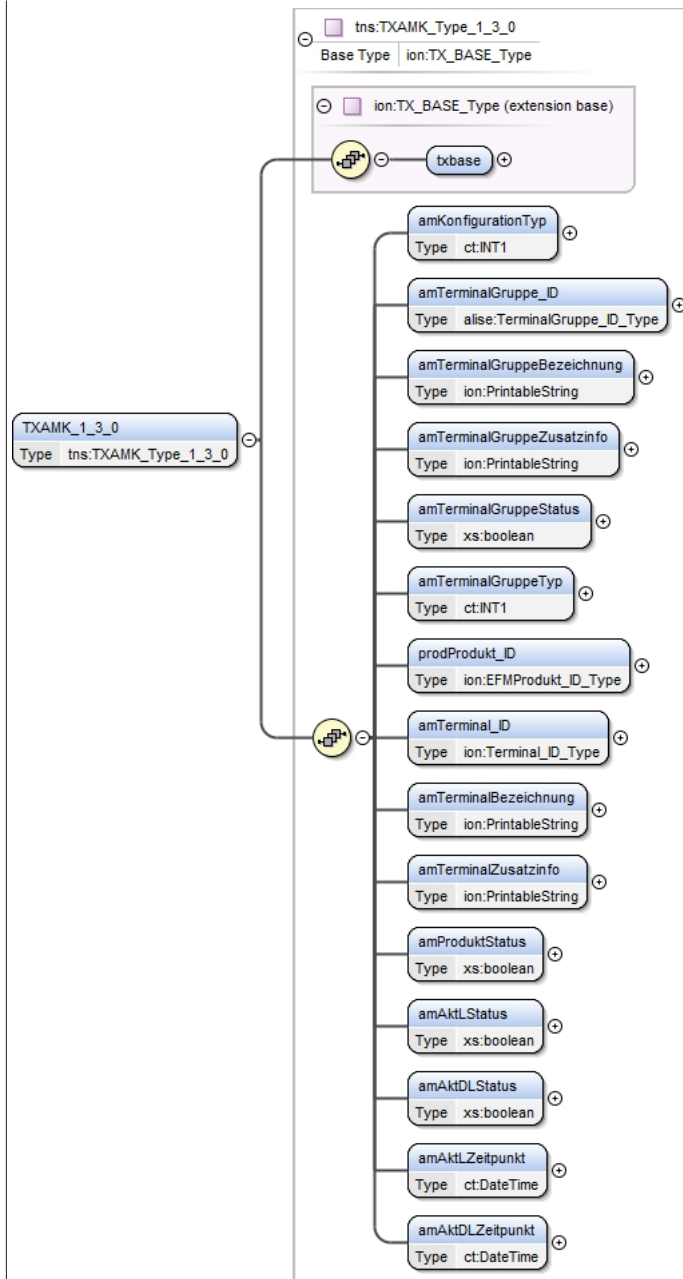 tns:TXAMK_Type_1_3_0
Base Type ion:TX_BASE_Type
ion:TX_BASE_Type (extension base)
txbase
amKonfigurationTyp
Type ct:INT1
amTerminalGruppe_ID
Type alise:TerminalGruppe_ID_Type
amTerminalGruppeBezeichnung
Type ion:PrintableString
TXAMK_1_3_0
Type tns:TXAMK_Type_1_3_0
amTerminalGruppeZusatzinfo
Type ion:PrintableString
amTerminalGruppeStatus
Type xs:boolean
amTerminalGruppeTyp
Type ct:INT1
prodProdukt_ID
Type ion:EFMProdukt_ID_Type
amTerminal_ID
Type ion:Terminal_ID_Type
amTerminalBezeichnung
Type ion:PrintableString
amTerminalZusatzinfo
Type ion:PrintableString
amProduktStatus
Type xs:boolean
amAktLStatus
Type xs:boolean
amAktDLStatus
Type xs:boolean
amAktLZeitpunkt
Type ct:DateTime
amAktDLZeitpunkt
Type ct:DateTime